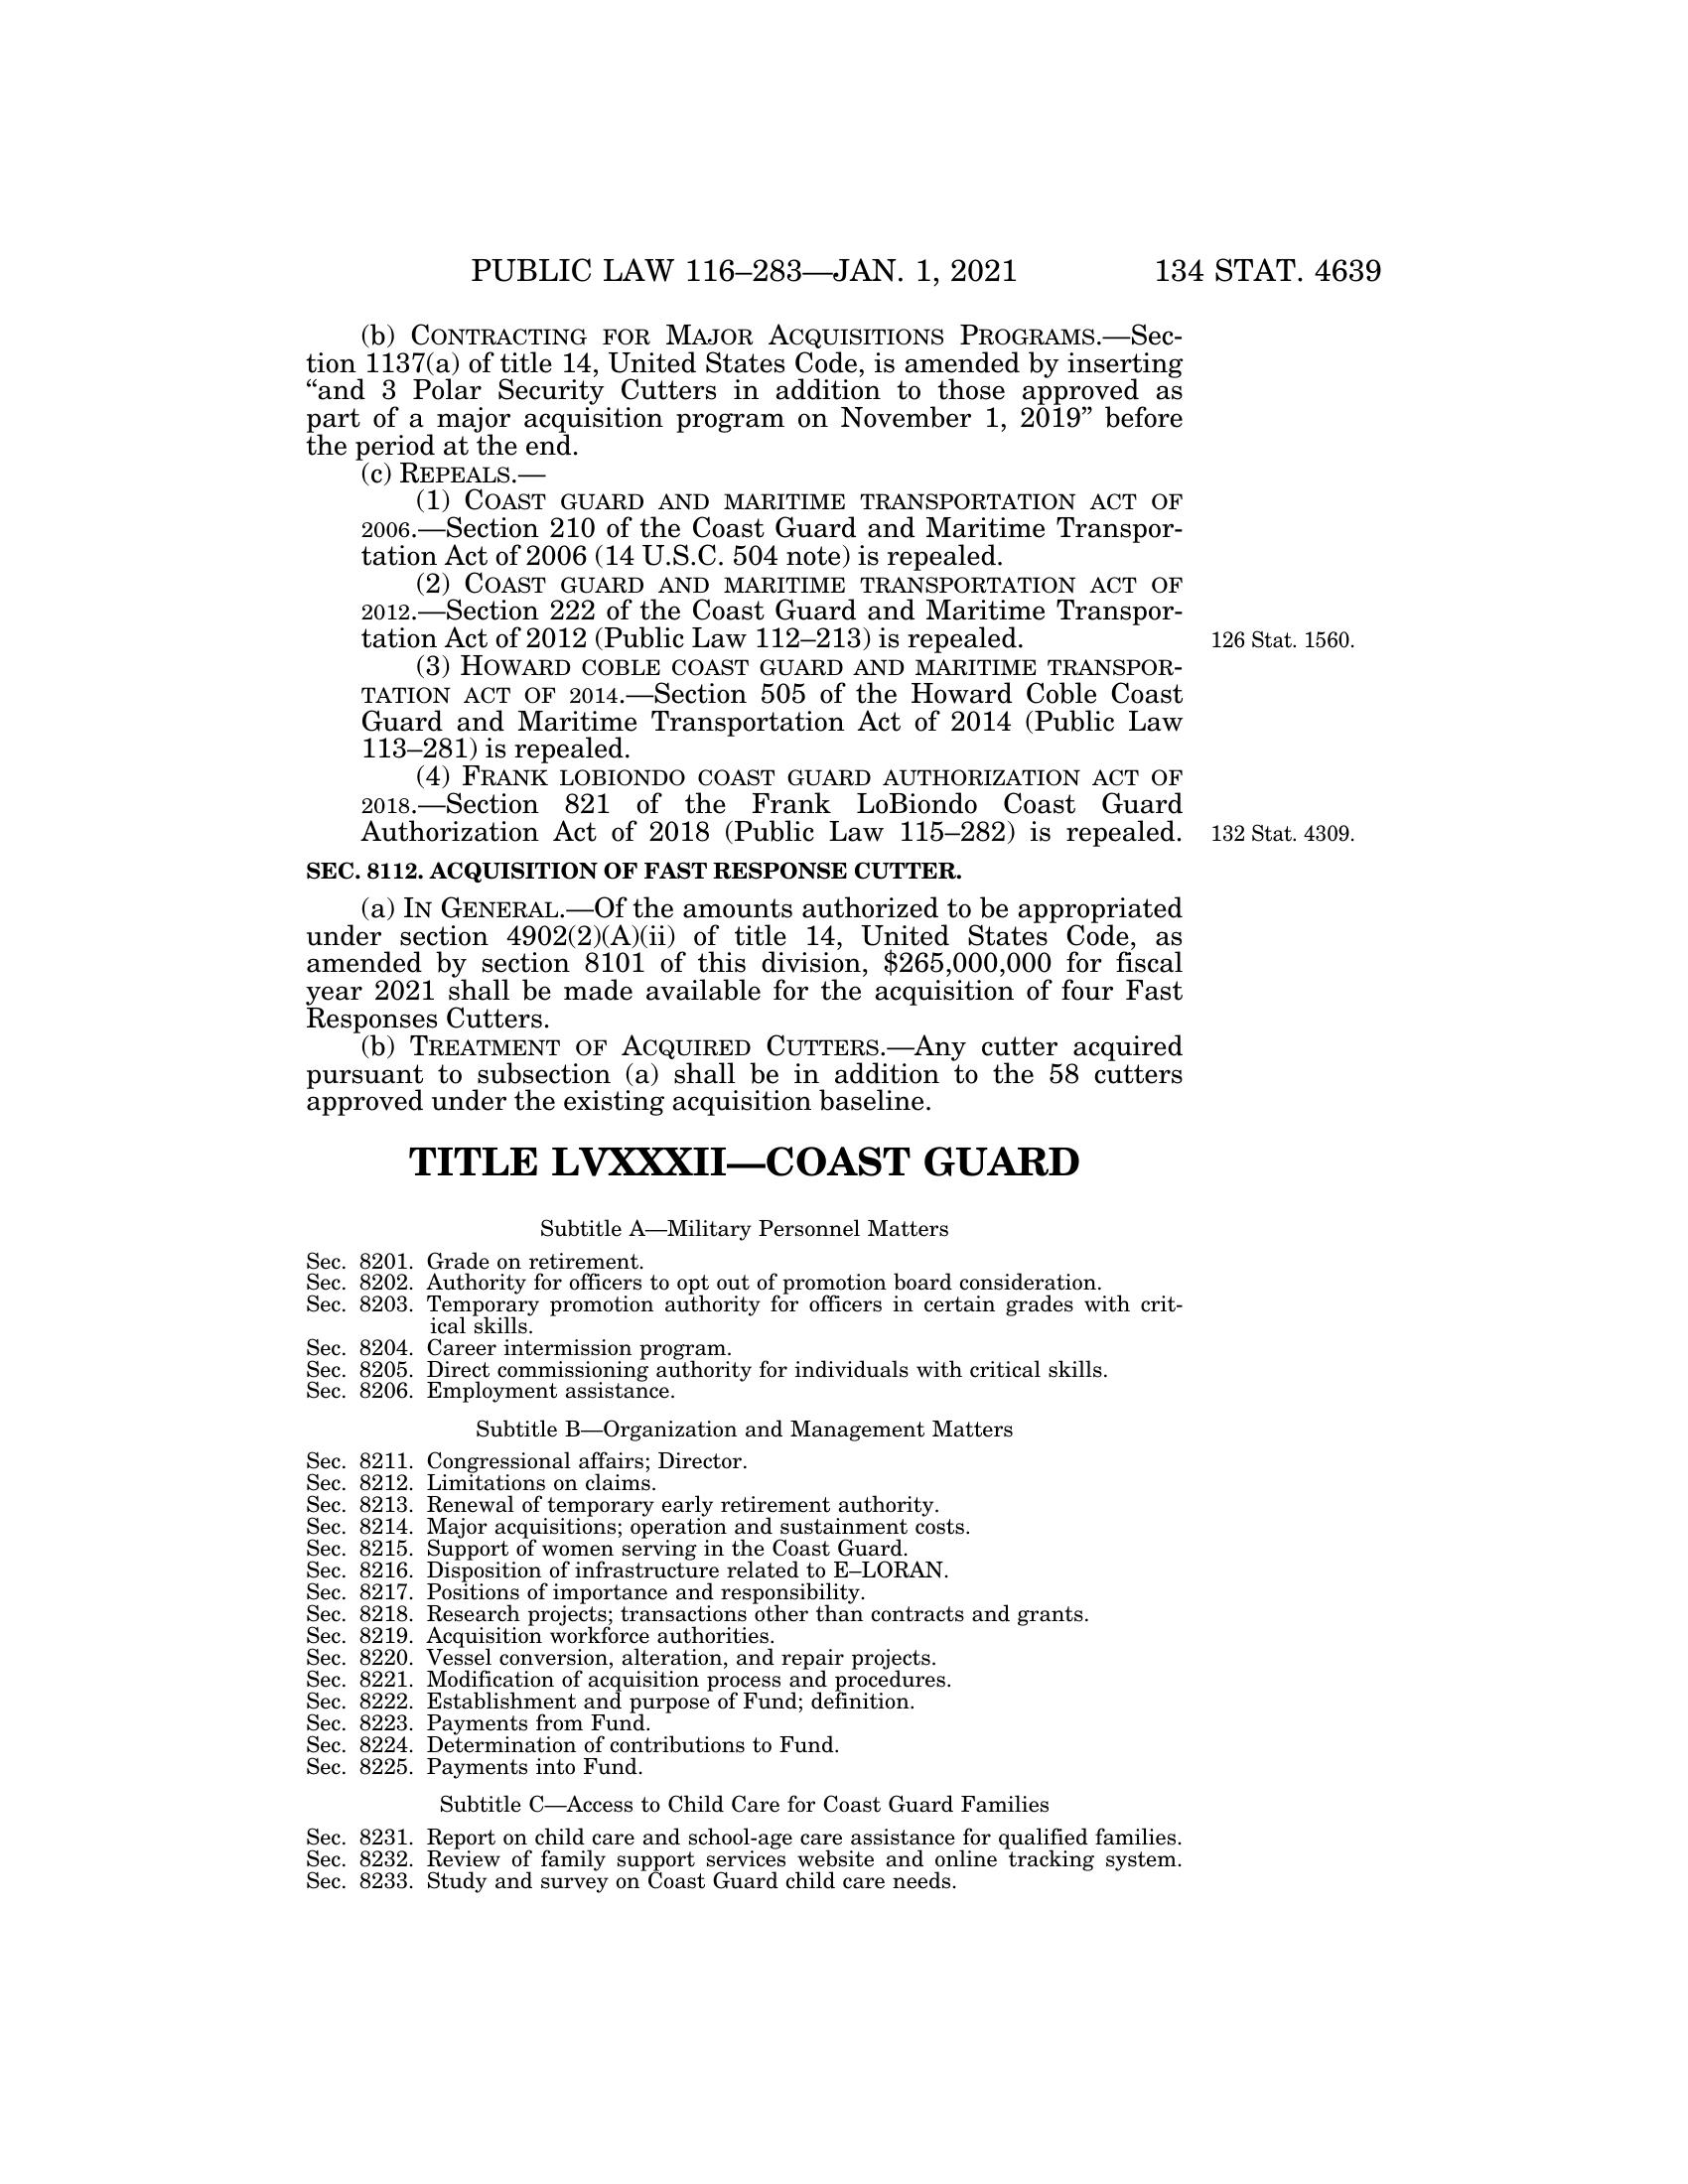 PUBLIC LAW 116–283—JAN. 1, 2021 134 STAT. 4639
(b) CONTRACTING FOR MAJOR ACQUISITIONS PROGRAMS.—Sec-
tion 1137(a) of title 14, United States Code, is amended by inserting
“and 3 Polar Security Cutters in addition to those approved as
part of a major acquisition program on November 1, 2019” before
the period at the end.
(c) REPEALS.—
(1) COAST GUARD AND MARITIME TRANSPORTATION ACT OF
2006.—Section 210 of the Coast Guard and Maritime Transpor-
tation Act of 2006 (14 U.S.C. 504 note) is repealed.
(2) COAST GUARD AND MARITIME TRANSPORTATION ACT OF
2012.—Section 222 of the Coast Guard and Maritime Transpor-
tation Act of 2012 (Public Law 112–213) is repealed. 126 Stat. 1560.
(3) HOWARD COBLE COAST GUARD AND MARITIME TRANSPOR-
TATION ACT OF 2014.—Section 505 of the Howard Coble Coast
Guard and Maritime Transportation Act of 2014 (Public Law
113–281) is repealed.
(4) FRANK LOBIONDO COAST GUARD AUTHORIZATION ACT OF
2018.—Section 821 of the Frank LoBiondo Coast Guard
Authorization Act of 2018 (Public Law 115–282) is repealed. 132 Stat. 4309.
SEC. 8112. ACQUISITION OF FAST RESPONSE CUTTER.
(a) IN GENERAL.—Of the amounts authorized to be appropriated
under section 4902(2)(A)(ii) of title 14, United States Code, as
amended by section 8101 of this division, $265,000,000 for fiscal
year 2021 shall be made available for the acquisition of four Fast
Responses Cutters.
(b) TREATMENT OF ACQUIRED CUTTERS.—Any cutter acquired
pursuant to subsection (a) shall be in addition to the 58 cutters
approved under the existing acquisition baseline.
TITLE LVXXXII—COAST GUARD
Subtitle A—Military Personnel Matters
Sec. 8201. Grade on retirement.
Sec. 8202. Authority for officers to opt out of promotion board consideration.
Sec. 8203. Temporary promotion authority for officers in certain grades with crit-
ical skills.
Sec. 8204. Career intermission program.
Sec. 8205. Direct commissioning authority for individuals with critical skills.
Sec. 8206. Employment assistance.
Subtitle B—Organization and Management Matters
Sec. 8211. Congressional affairs; Director.
Sec. 8212. Limitations on claims.
Sec. 8213. Renewal of temporary early retirement authority.
Sec. 8214. Major acquisitions; operation and sustainment costs.
Sec. 8215. Support of women serving in the Coast Guard.
Sec. 8216. Disposition of infrastructure related to E–LORAN.
Sec. 8217. Positions of importance and responsibility.
Sec. 8218. Research projects; transactions other than contracts and grants.
Sec. 8219. Acquisition workforce authorities.
Sec. 8220. Vessel conversion, alteration, and repair projects.
Sec. 8221. Modification of acquisition process and procedures.
Sec. 8222. Establishment and purpose of Fund; definition.
Sec. 8223. Payments from Fund.
Sec. 8224. Determination of contributions to Fund.
Sec. 8225. Payments into Fund.
Subtitle C—Access to Child Care for Coast Guard Families
Sec. 8231. Report on child care and school-age care assistance for qualified families.
Sec. 8232. Review of family support services website and online tracking system.
Sec. 8233. Study and survey on Coast Guard child care needs.